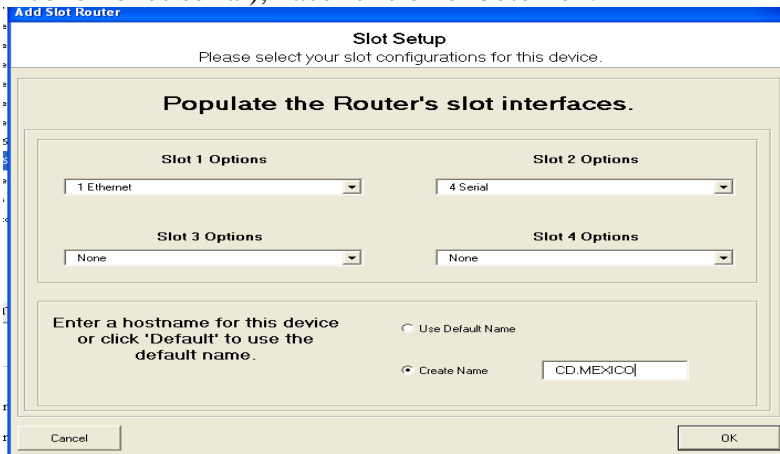 Add Slot Router
Slot Setup
Please select your slot configurations for this device.
Populate the Router's slot interfaces.
Slot 1 Options
Slot 2 Options
1 Ethernet
4 Serial
Slot 3 Options
Slot 4 Options
None
None
Enter a hostname for this device
or click 'Default' to use the
default name.
Use Default Name
Create Name
CD.MEXICO
Cancel
OK